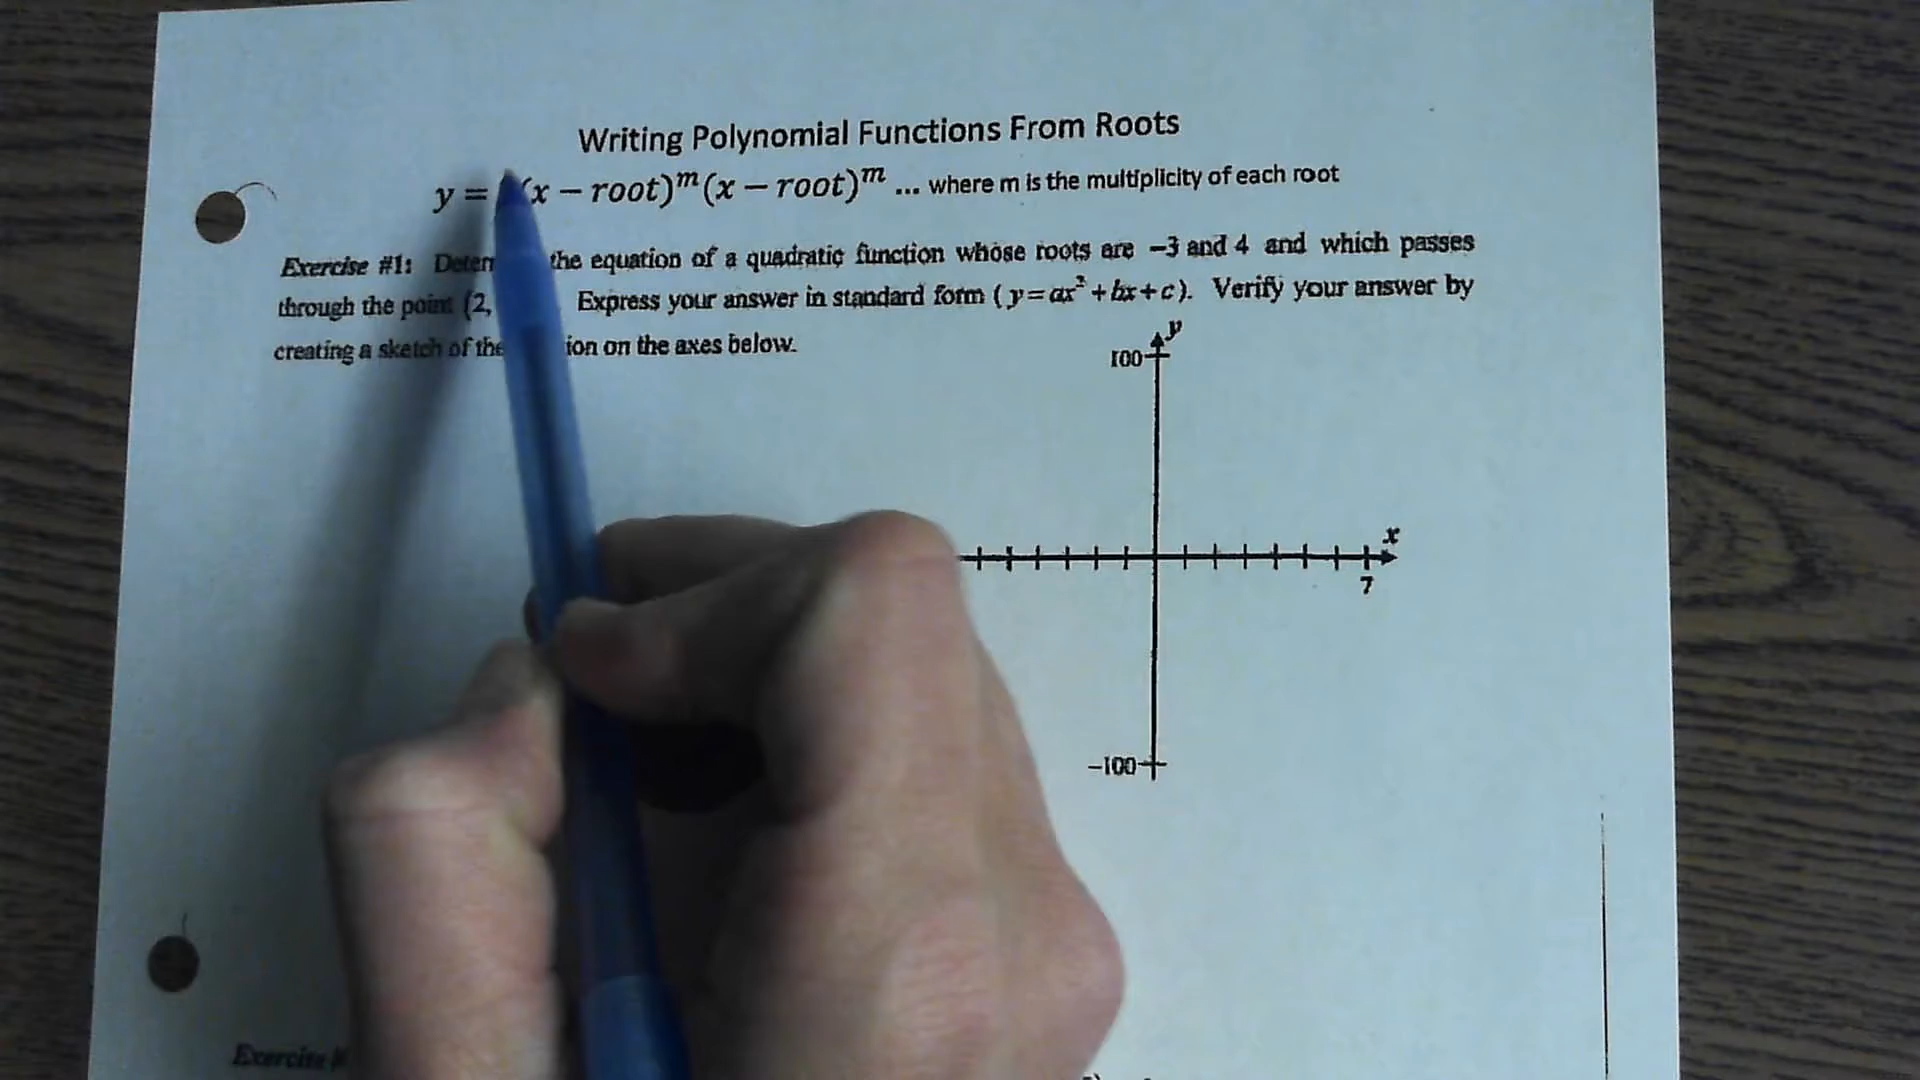 Writing Polynomial Functions From Roots
y = (x − root)^m (x − root)^m ... where m is the multiplicity of each root
Exercise #1: the equation of a quadratic function whose roots are −3 and 4 and which passes
through the point (2, Express your answer in standard form ( y = ax² + bx + c ). Verify your answer by
creating a sketch of the on the axes below.
y
100
x
7
−100
Exercise